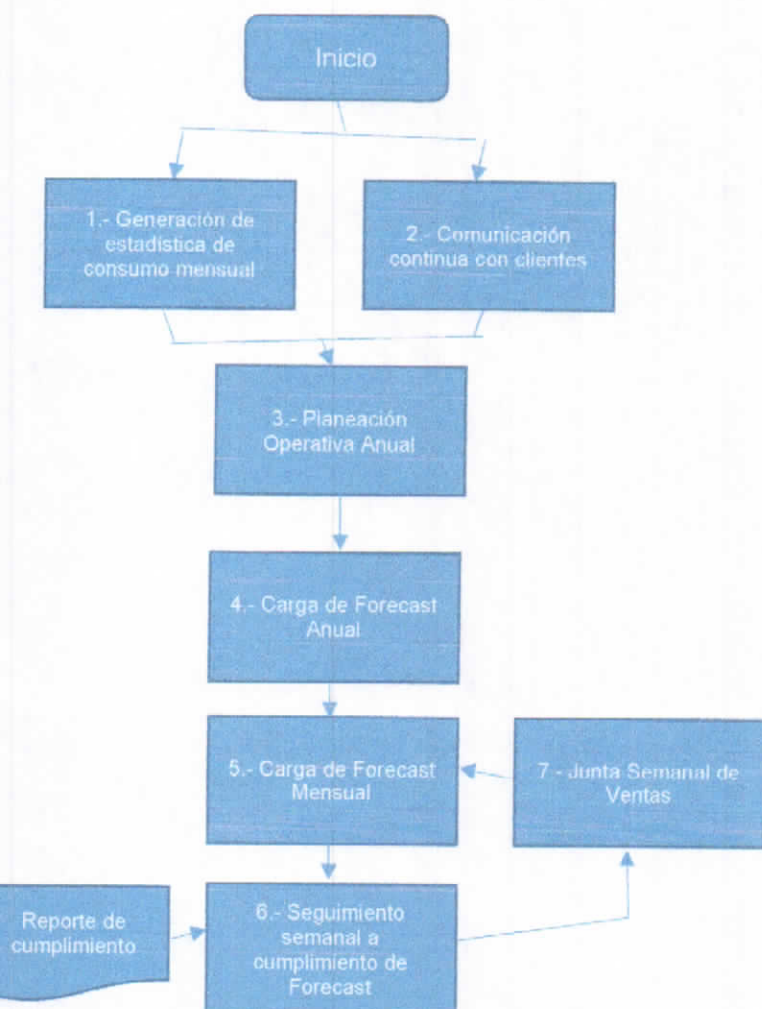 Inicio
1.- Generación de
estadística de
consumo mensual
2.- Comunicación
continua con clientes
3.- Planeación
Operativa Anual
4.- Carga de Forecast
Anual
5.- Carga de Forecast
Mensual
7.- Junta Semanal de
Ventas
Reporte de
cumplimiento
6.- Seguimiento
semanal a
cumplimiento de
Forecast